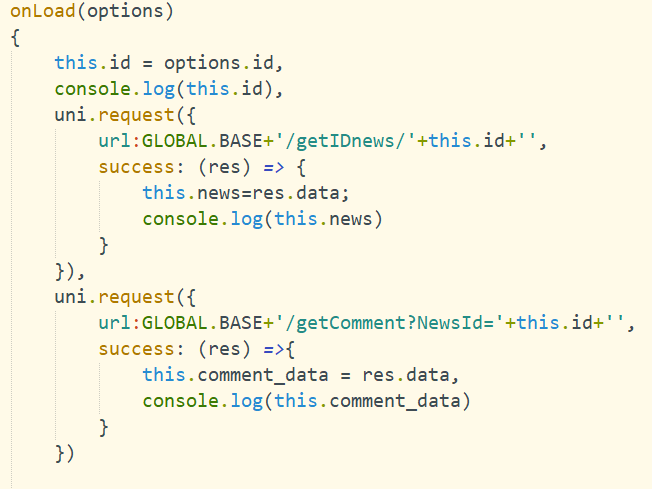 onLoad(options)
{
    this.id = options.id,
    console.log(this.id),
    uni.request({
        url:GLOBAL.BASE+'/getIDnews/'+this.id+'',
        success: (res) => {
            this.news=res.data;
            console.log(this.news)
        }
    }),
    uni.request({
        url:GLOBAL.BASE+'/getComment?NewsId='+this.id+'',
        success: (res) =>{
            this.comment_data = res.data,
            console.log(this.comment_data)
        }
    })